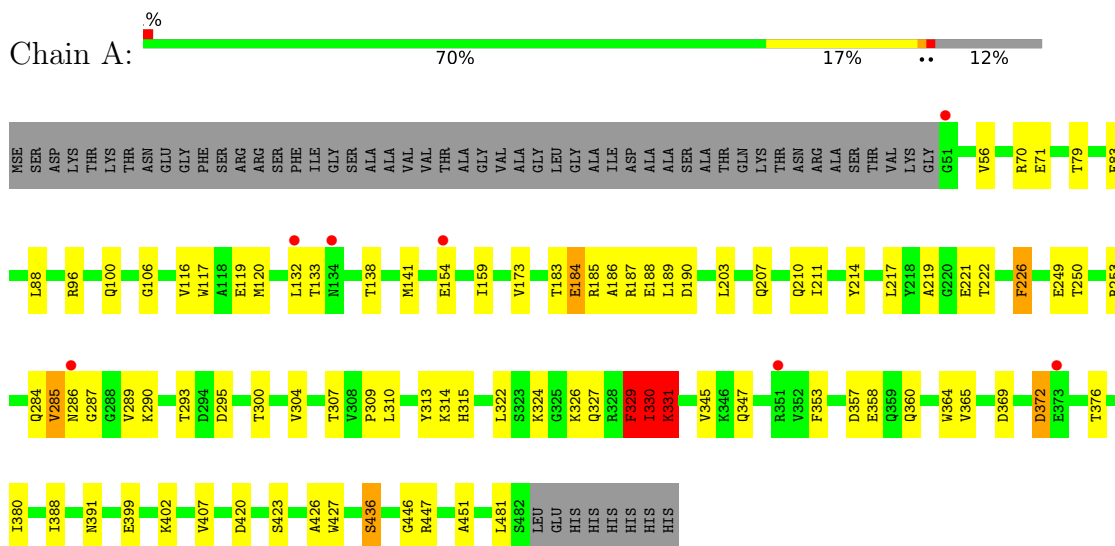 1%
Chain A:
70% 17% •• 12%
MSE SER ASP LYS THR LYS THR ASN GLU GLY PHE SER ARG ARG SER PHE ILE GLY SER ALA ALA VAL VAL THR ALA GLY VAL ALA GLY LEU GLY ALA ILE ASP ALA ALA SER ALA THR GLN LYS THR ASN ARG ALA SER THR VAL LYS GLY G51 V56 R70 E71 T79
L88 R96 Q100 G106 V116 W117 A118 E119 M120 L132 T133 N134 T138 M141 E154 I159 V173 T183 E184 R185 A186 R187 E188 L189 D190 L203 Q207 Q210 I211 Y214 L217 Y218 A219 G220 E221 T222 F226 E249 T250
Q284 V285 N286 G287 G288 V289 K290 T293 D294 D295 T300 V304 T307 V308 P309 L310 Y313 K314 H315 L322 S323 K324 G325 K326 Q327 R328 F329 I330 K331 V345 K346 Q347 R351 V352 F353 D357 E358 Q359 Q360 W364 V365 D369 D372 E373 T376
I380 I388 N391 E399 K402 V407 D420 S423 A426 W427 S436 G446 R447 A451 L481 S482 LEU GLU HIS HIS HIS HIS HIS HIS